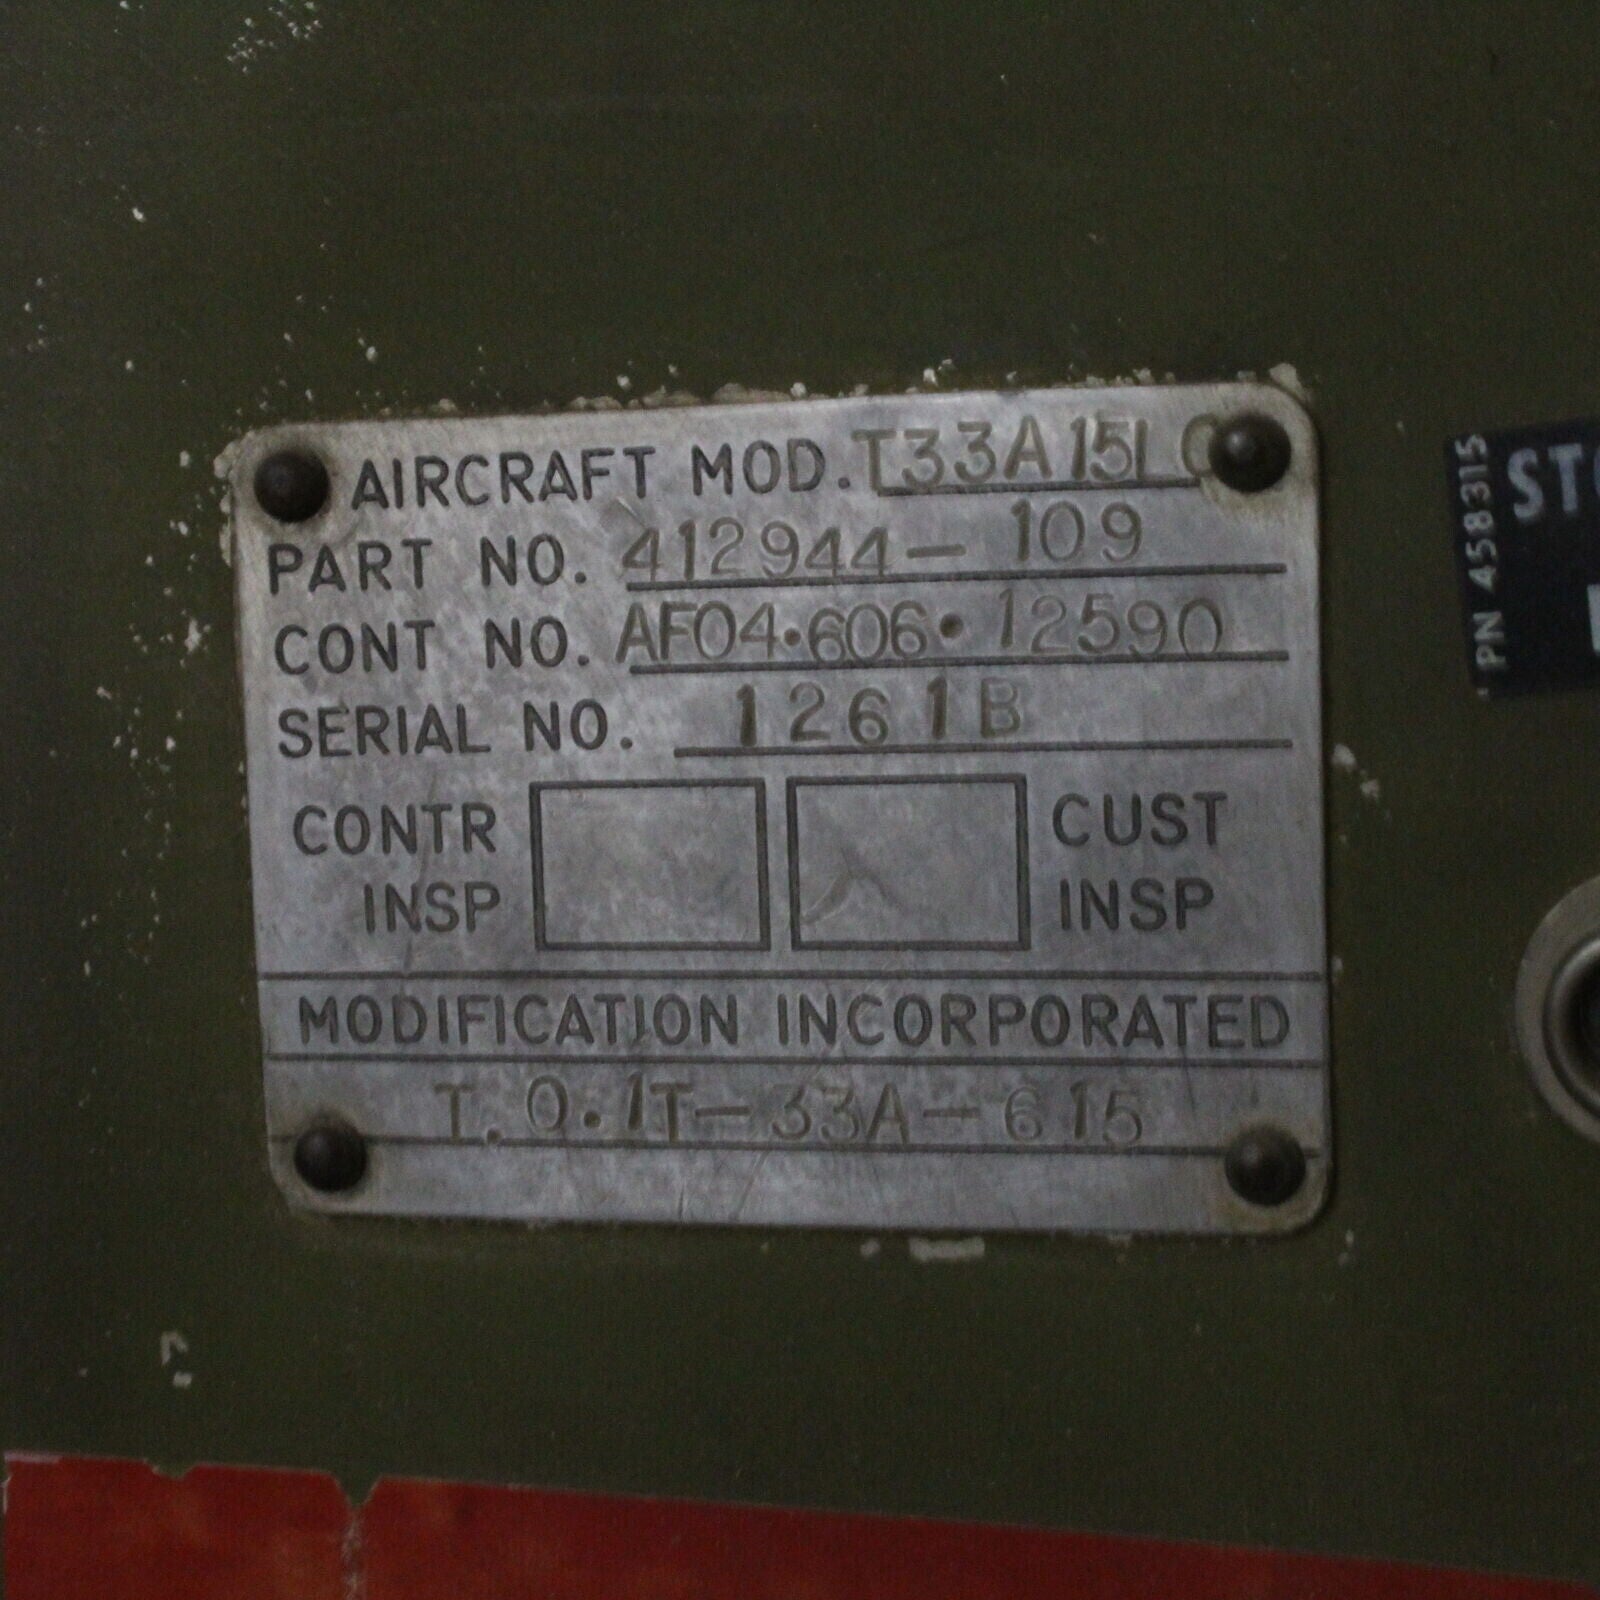 AIRCRAFT MOD. T33A15LO
PART NO. 412944-109
CONT NO. AF04·606·12590
SERIAL NO. 1261B
CONTR INSP
CUST INSP
MODIFICATION INCORPORATED
T.O.1T-33A-615
PN 458315